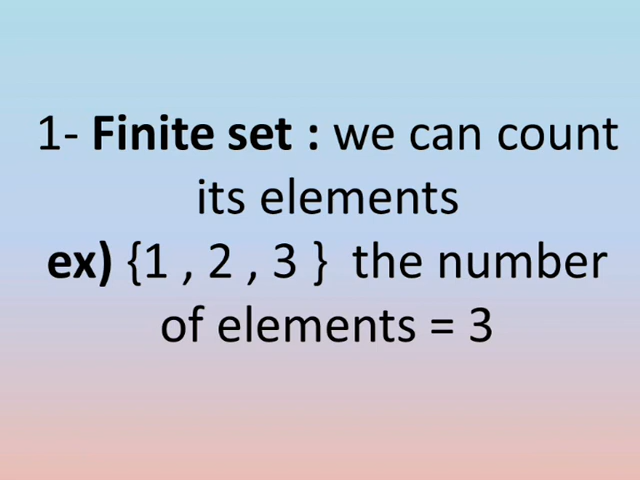 1- Finite set : we can count
its elements
ex) {1 , 2 , 3 }  the number
of elements = 3